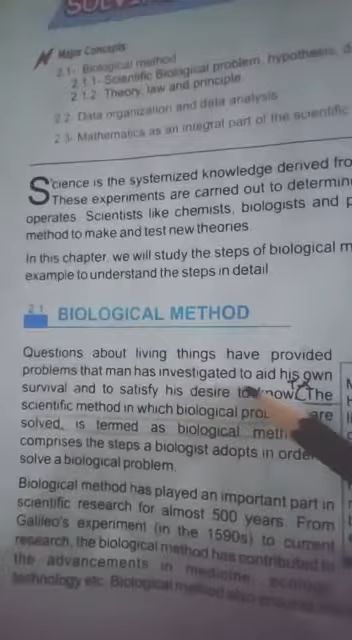 SOLVIN
Major Concepts:
2.1- Biological method
2.1.1- Scientific Biological problem, hypothesis, d
2.1.2- Theory, law and principle
2.2- Data organization and data analysis
2.3- Mathematics as an integral part of the scientific
Science is the systemized knowledge derived fro
These experiments are carried out to determin
operates. Scientists like chemists, biologists and p
method to make and test new theories.
In this chapter, we will study the steps of biological m
example to understand the steps in detail.
2.1 BIOLOGICAL METHOD
Questions about living things have provided
problems that man has investigated to aid his own
survival and to satisfy his desire to know. The
scientific method in which biological pro are
solved, is termed as biological meth
comprises the steps a biologist adopts in order
solve a biological problem.
Biological method has played an important part in
scientific research for almost 500 years. From
Galileo's experiment (in the 1590s) to current
research, the biological method has contributed to
the advancements in medicine, ecology,
technology etc. Biological method also ensures